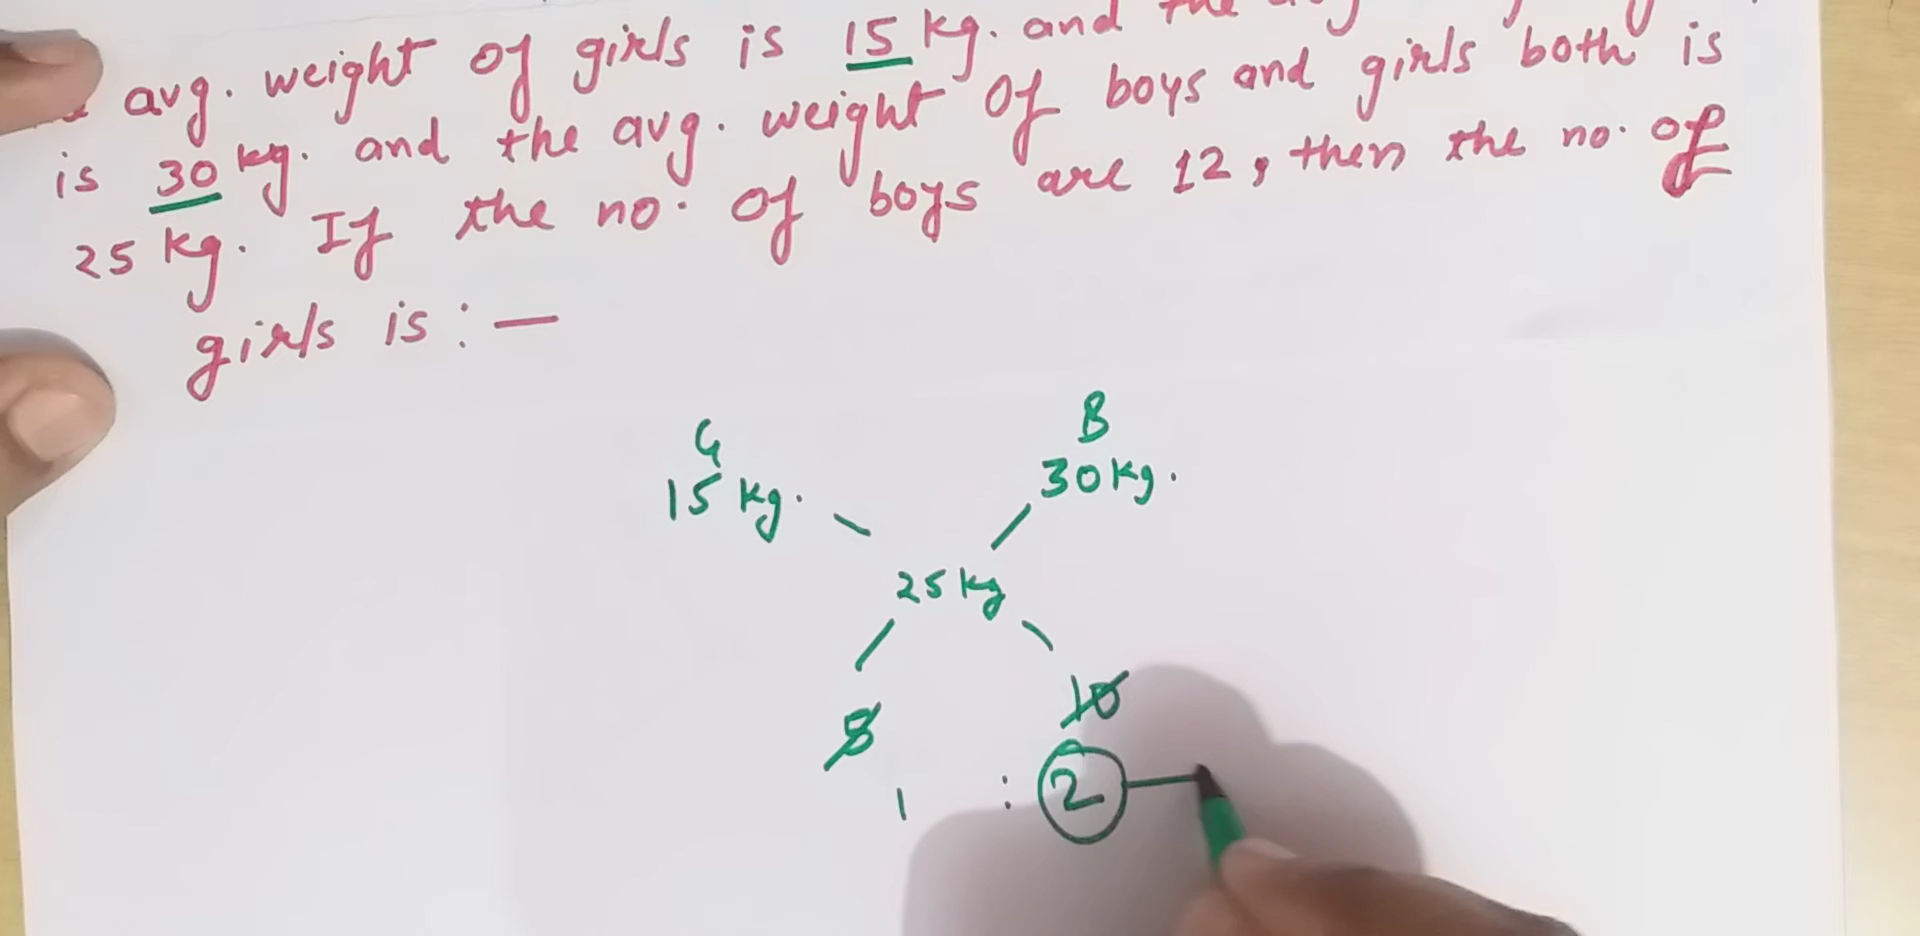 avg. weight of girls is 15 kg. and the avg
is 30 kg. and the avg. weight of boys and girls both is
25 kg. If the no. of boys are 12, then the no. of
girls is : —
G B
15 kg. 30 kg.
25 kg
5 10
1 : 2